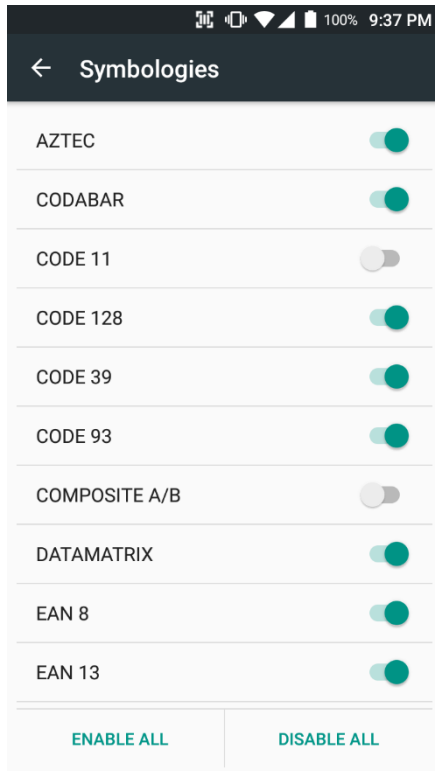 100% 9:37 PM
Symbologies
AZTEC
CODABAR
CODE 11
CODE 128
CODE 39
CODE 93
COMPOSITE A/B
DATAMATRIX
EAN 8
EAN 13
ENABLE ALL DISABLE ALL